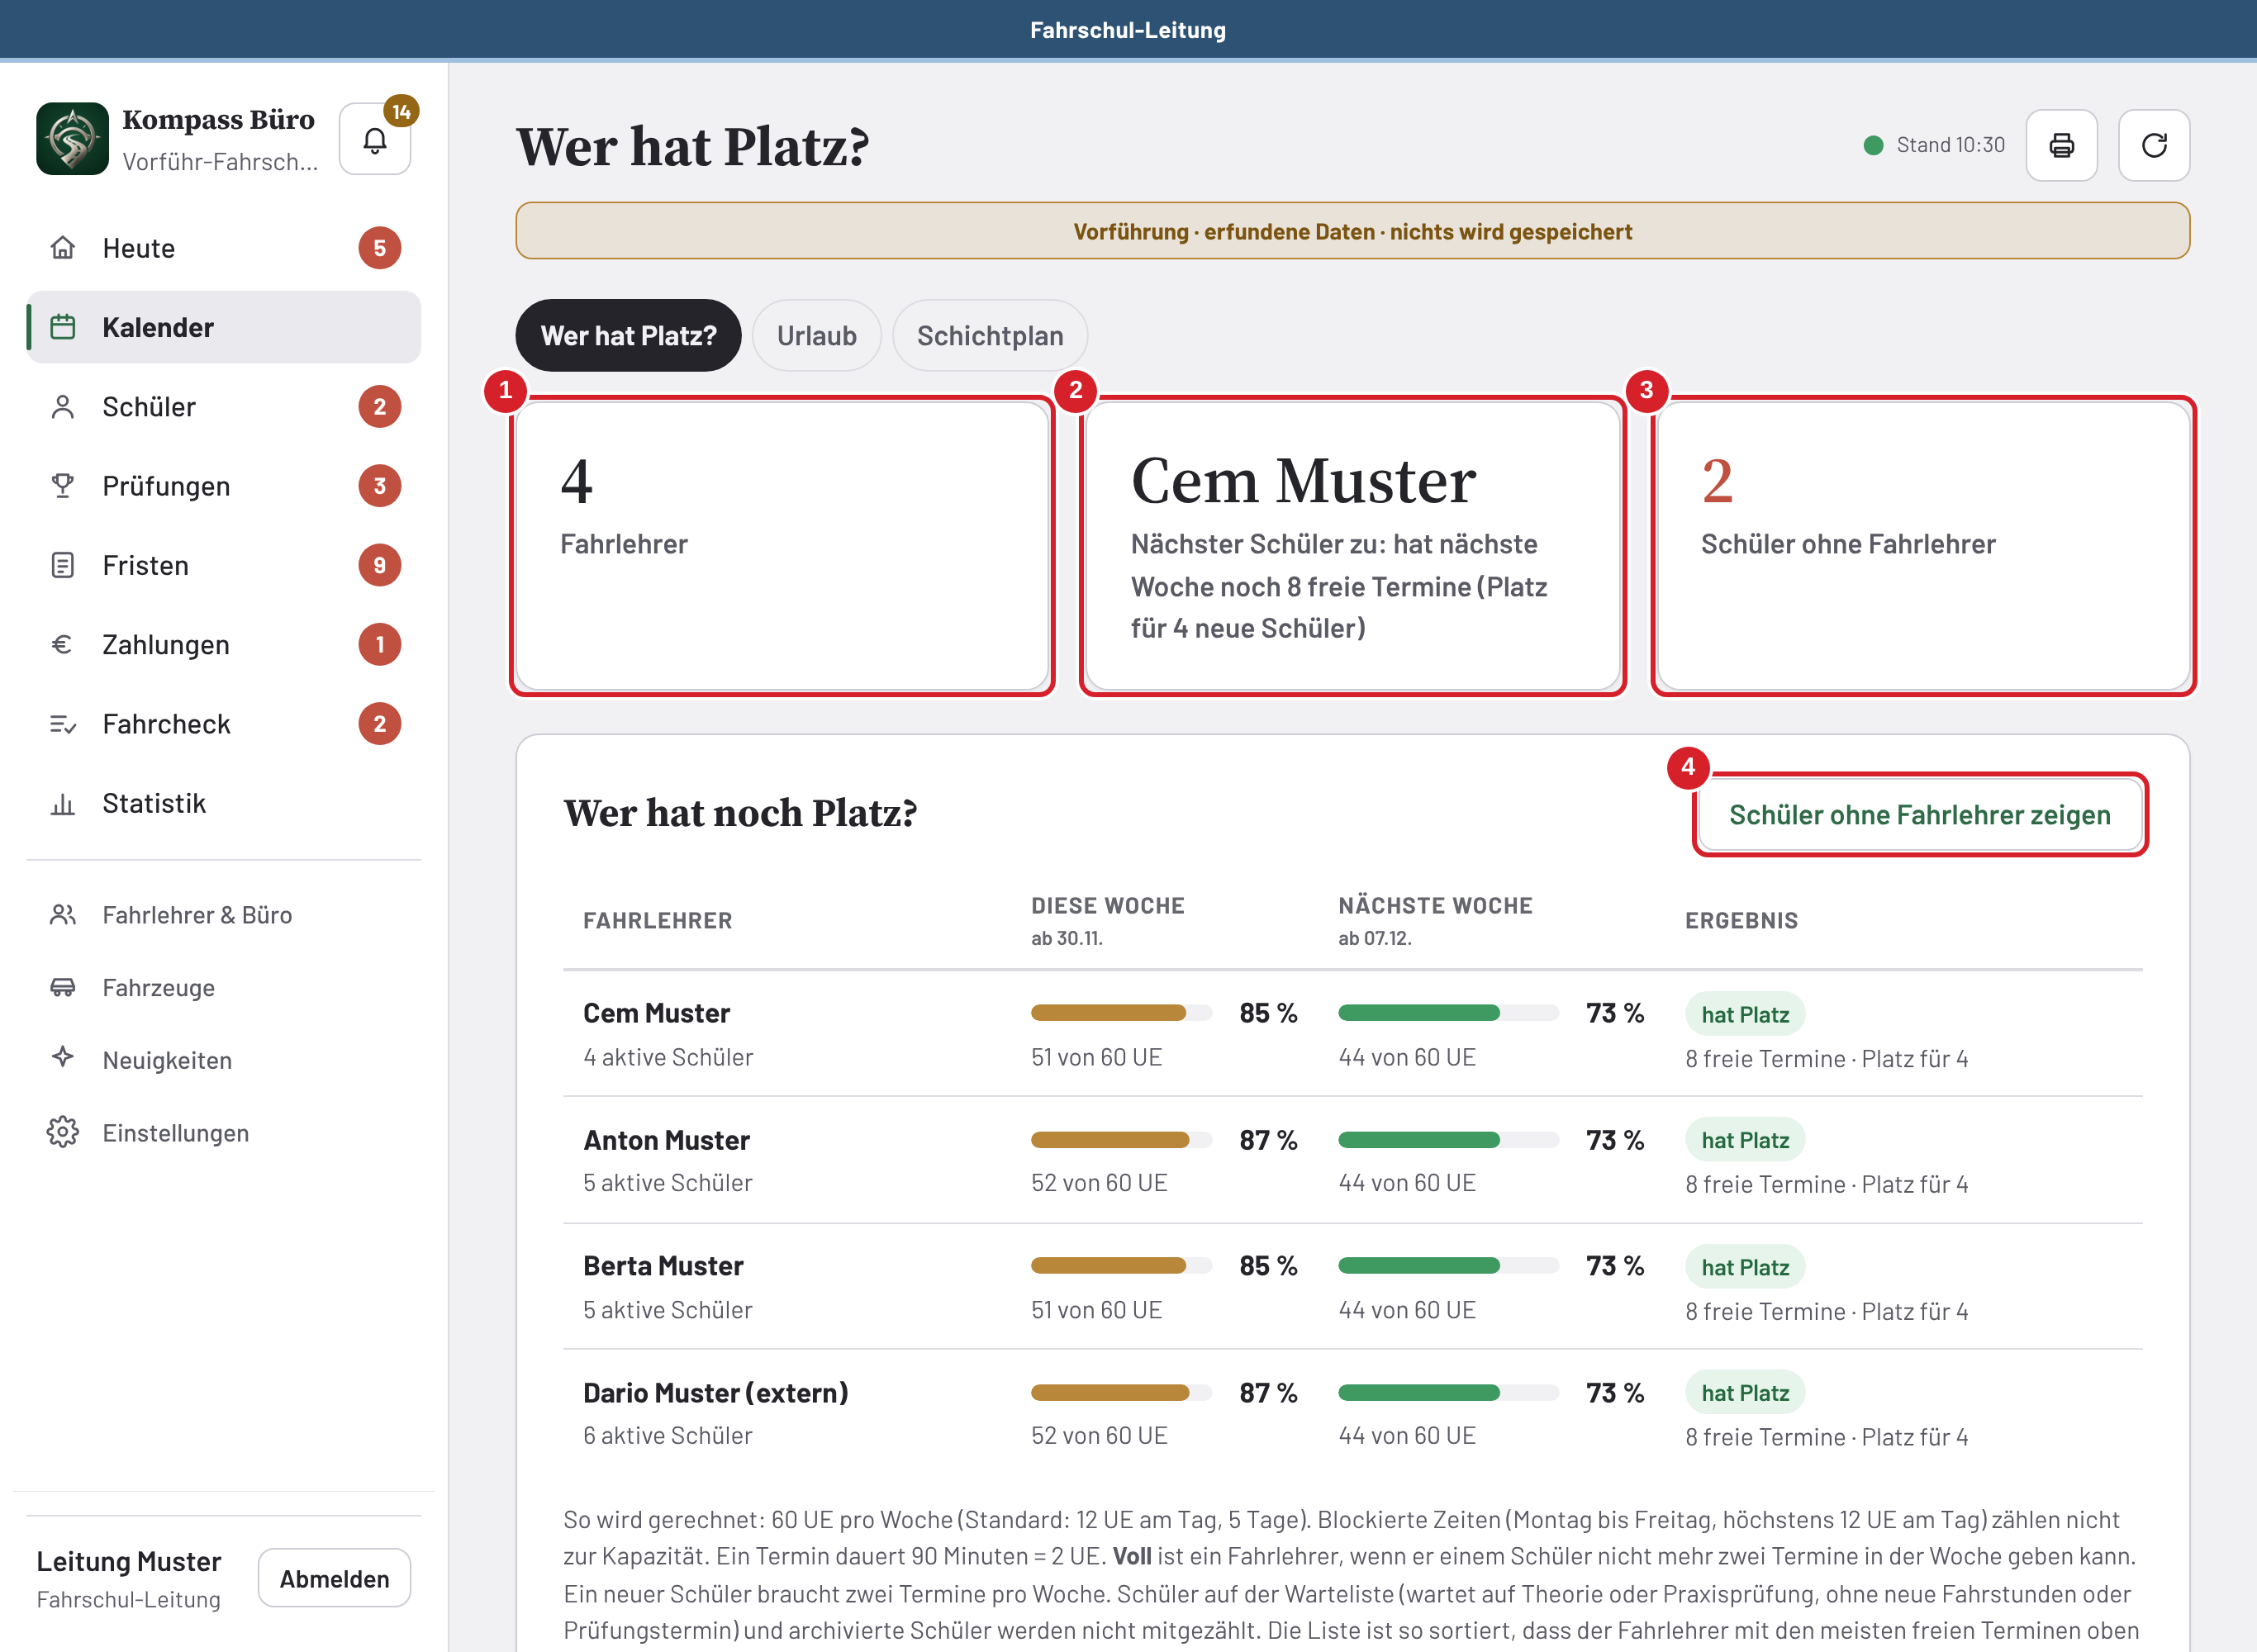 Fahrschul-Leitung
Kompass Büro
Vorführ-Fahrsch...
14
Heute
5
Kalender
Schüler
2
Prüfungen
3
Fristen
9
Zahlungen
1
Fahrcheck
2
Statistik
Fahrlehrer & Büro
Fahrzeuge
Neuigkeiten
Einstellungen
Leitung Muster
Fahrschul-Leitung
Abmelden
Wer hat Platz?
Stand 10:30
Vorführung · erfundene Daten · nichts wird gespeichert
Wer hat Platz?
Urlaub
Schichtplan
1
4
Fahrlehrer
2
Cem Muster
Nächster Schüler zu: hat nächste
Woche noch 8 freie Termine (Platz
für 4 neue Schüler)
3
2
Schüler ohne Fahrlehrer
Wer hat noch Platz?
4
Schüler ohne Fahrlehrer zeigen
FAHRLEHRER
DIESE WOCHE
ab 30.11.
NÄCHSTE WOCHE
ab 07.12.
ERGEBNIS
Cem Muster
4 aktive Schüler
85 %
51 von 60 UE
73 %
44 von 60 UE
hat Platz
8 freie Termine · Platz für 4
Anton Muster
5 aktive Schüler
87 %
52 von 60 UE
73 %
44 von 60 UE
hat Platz
8 freie Termine · Platz für 4
Berta Muster
5 aktive Schüler
85 %
51 von 60 UE
73 %
44 von 60 UE
hat Platz
8 freie Termine · Platz für 4
Dario Muster (extern)
6 aktive Schüler
87 %
52 von 60 UE
73 %
44 von 60 UE
hat Platz
8 freie Termine · Platz für 4
So wird gerechnet: 60 UE pro Woche (Standard: 12 UE am Tag, 5 Tage). Blockierte Zeiten (Montag bis Freitag, höchstens 12 UE am Tag) zählen nicht
zur Kapazität. Ein Termin dauert 90 Minuten = 2 UE. Voll ist ein Fahrlehrer, wenn er einem Schüler nicht mehr zwei Termine in der Woche geben kann.
Ein neuer Schüler braucht zwei Termine pro Woche. Schüler auf der Warteliste (wartet auf Theorie oder Praxisprüfung, ohne neue Fahrstunden oder
Prüfungstermin) und archivierte Schüler werden nicht mitgezählt. Die Liste ist so sortiert, dass der Fahrlehrer mit den meisten freien Terminen oben